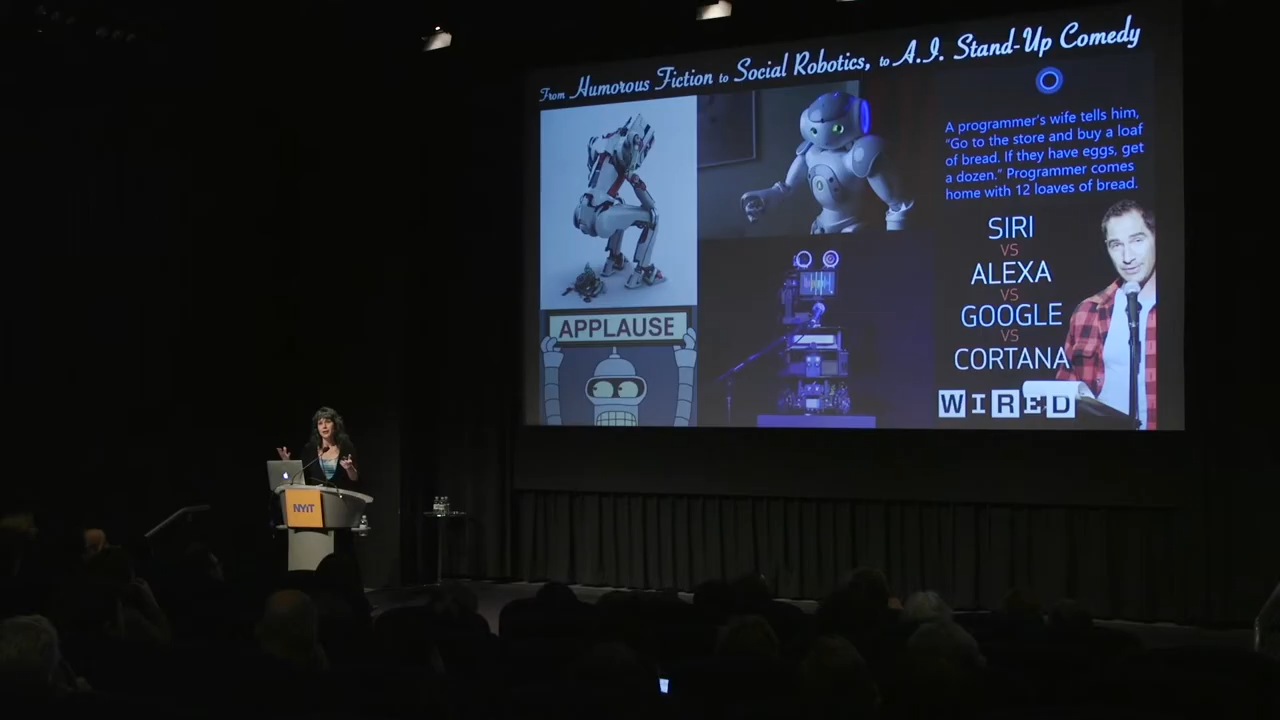 From Humorous Fiction to Social Robotics, to A.I. Stand-Up Comedy
A programmer's wife tells him,
"Go to the store and buy a loaf
of bread. If they have eggs, get
a dozen." Programmer comes
home with 12 loaves of bread.
SIRI
VS
ALEXA
VS
GOOGLE
VS
CORTANA
WIRED
APPLAUSE
NYIT